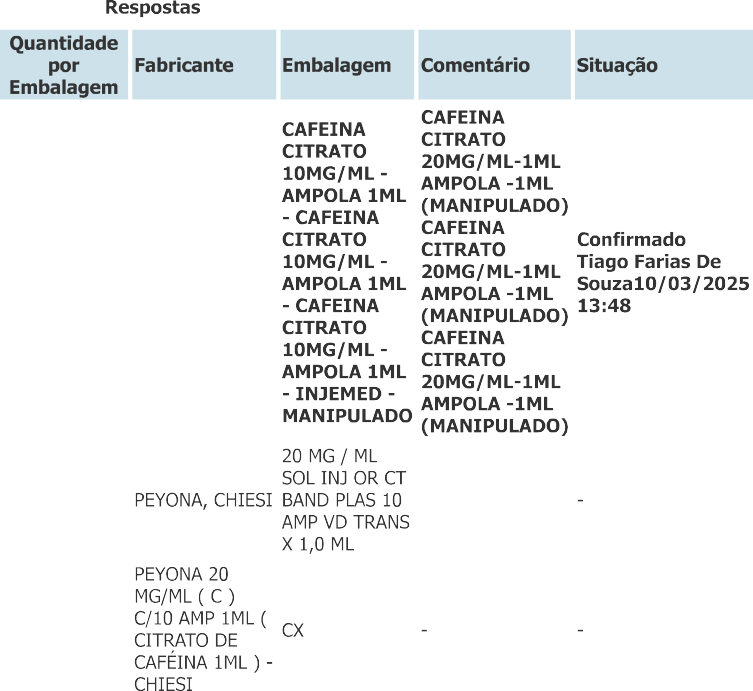 Respostas
Quantidade
por
Embalagem
Fabricante
Embalagem
Comentário
Situação
CAFEINA
CITRATO
10MG/ML -
AMPOLA 1ML
- CAFEINA
CITRATO
10MG/ML -
AMPOLA 1ML
- CAFEINA
CITRATO
10MG/ML -
AMPOLA 1ML
- INJEMED -
MANIPULADO
CAFEINA
CITRATO
20MG/ML-1ML
AMPOLA -1ML
(MANIPULADO)
CAFEINA
CITRATO
20MG/ML-1ML
AMPOLA -1ML
(MANIPULADO)
CAFEINA
CITRATO
20MG/ML-1ML
AMPOLA -1ML
(MANIPULADO)
Confirmado
Tiago Farias De
Souza10/03/2025
13:48
PEYONA, CHIESI
20 MG / ML
SOL INJ OR CT
BAND PLAS 10
AMP VD TRANS
X 1,0 ML
-
PEYONA 20
MG/ML ( C )
C/10 AMP 1ML (
CITRATO DE
CAFÉINA 1ML ) -
CHIESI
CX
-
-